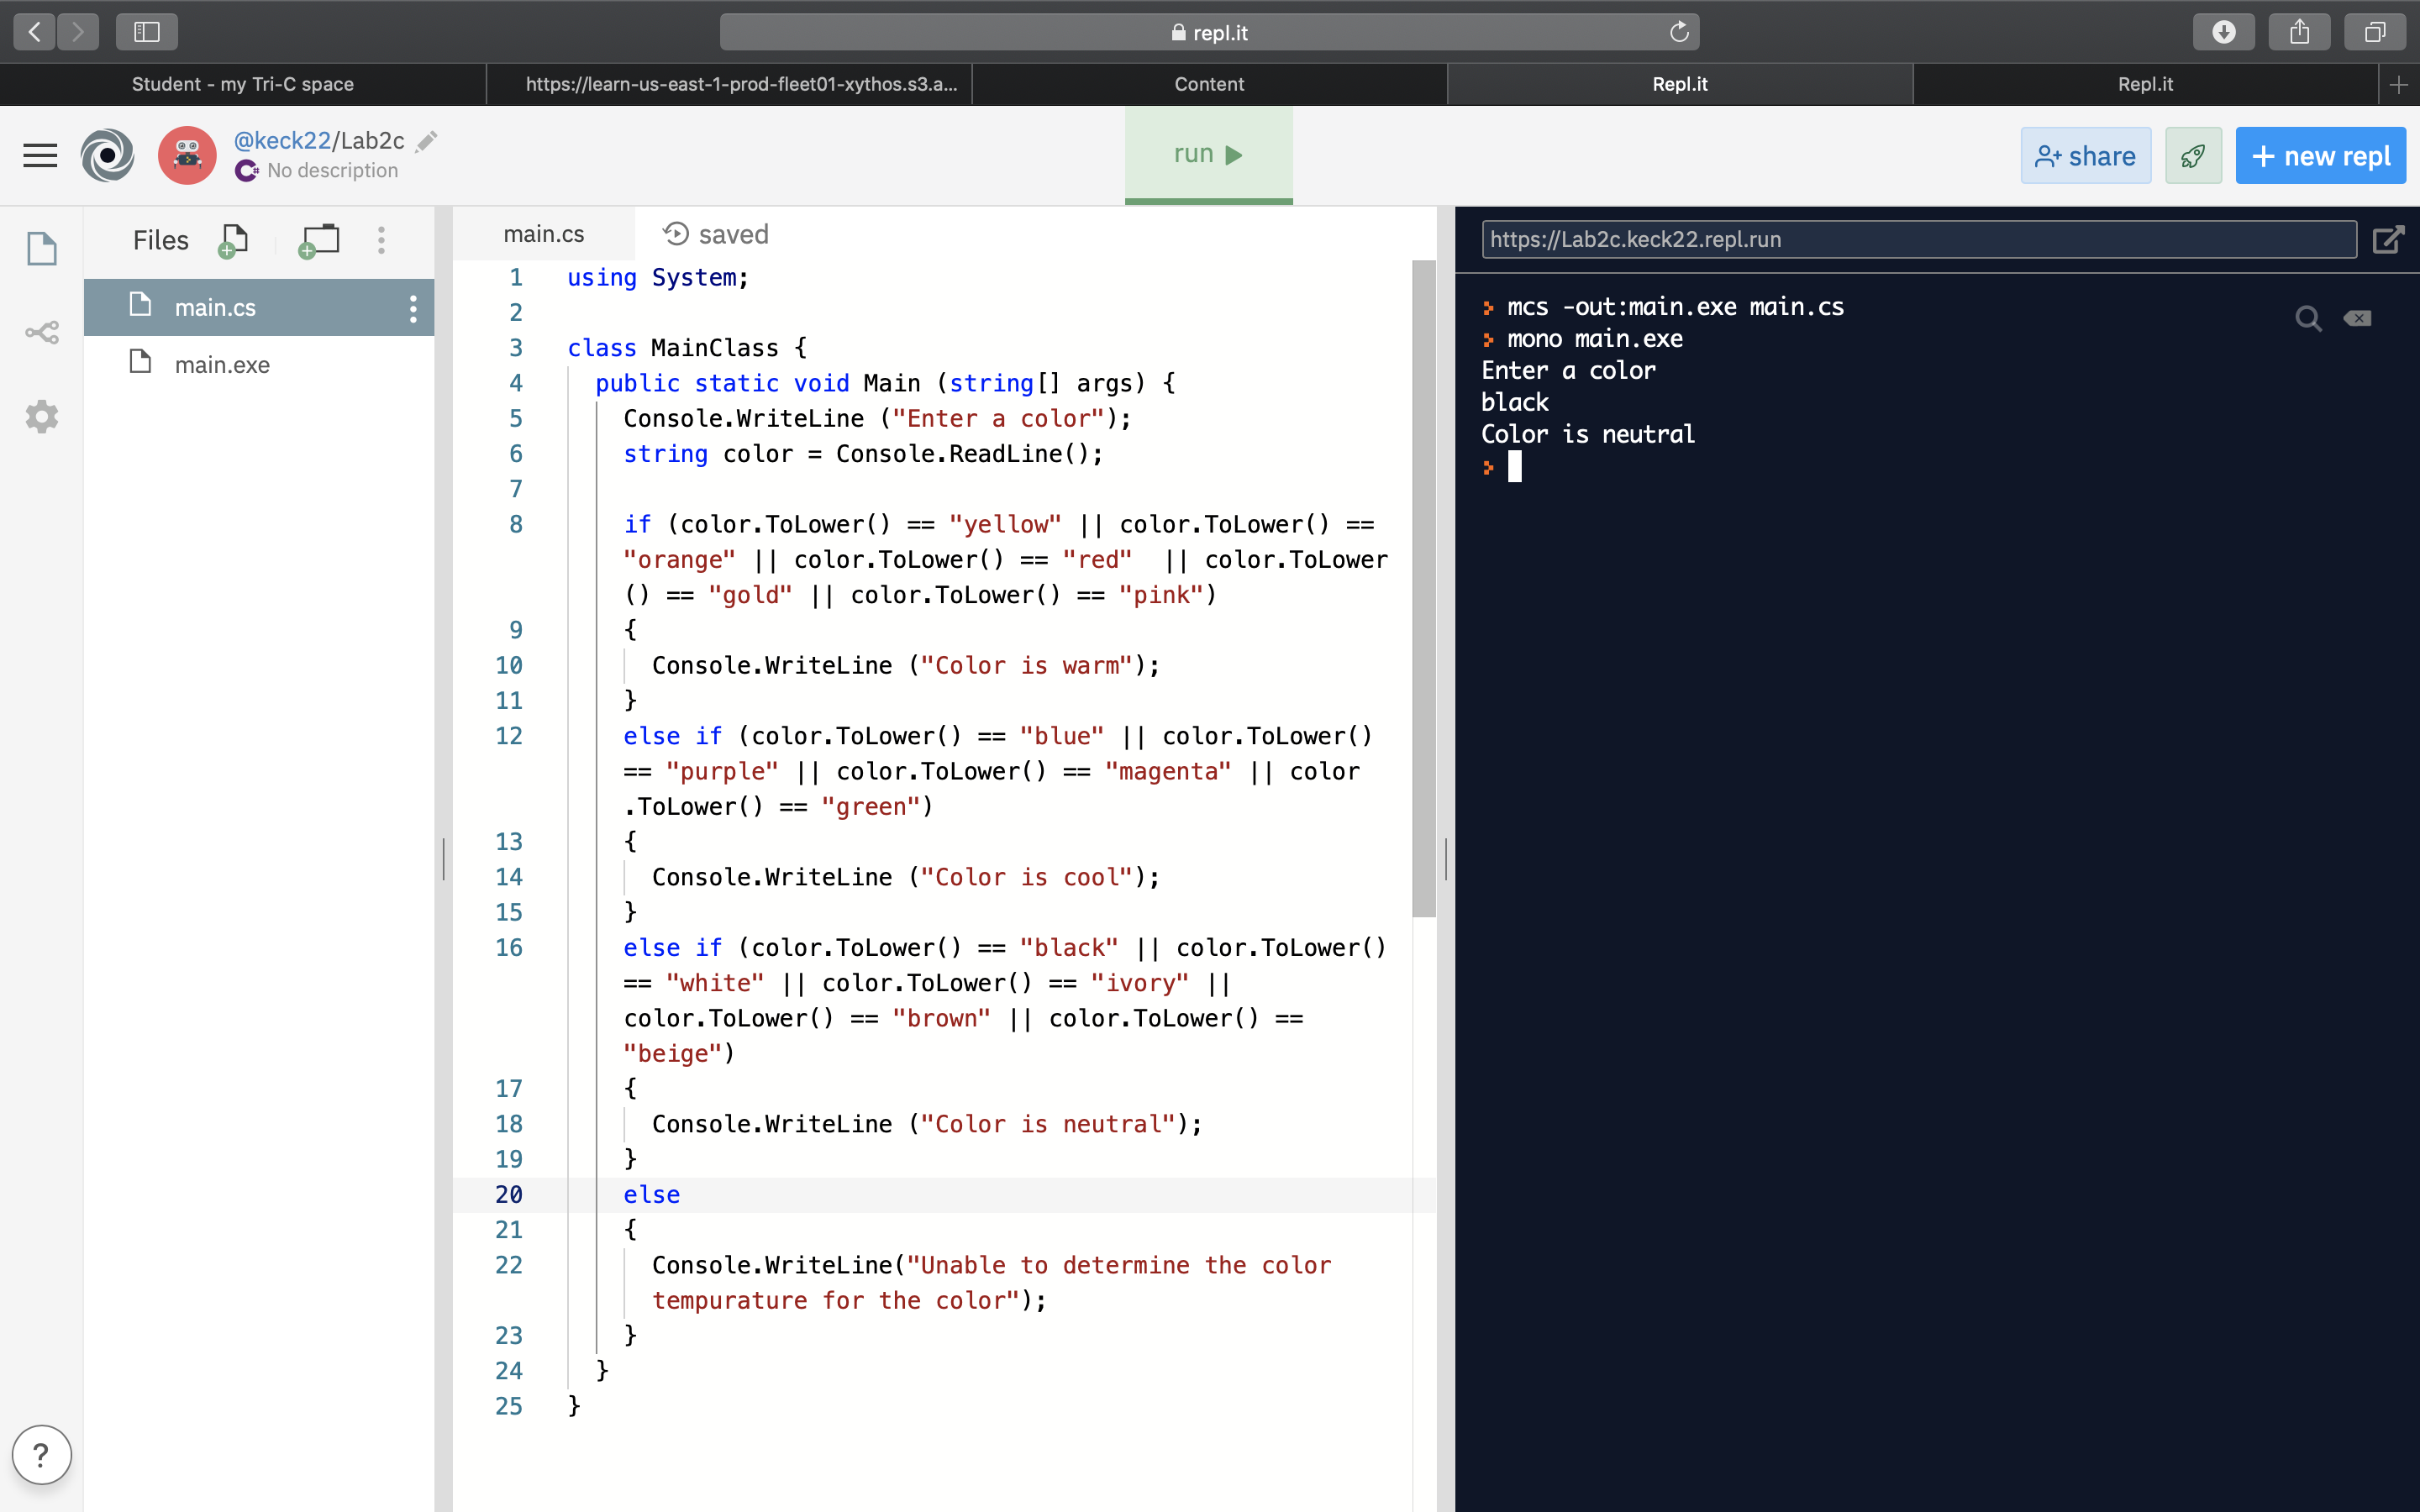 repl.it
Student - my Tri-C space
https://learn-us-east-1-prod-fleet01-xythos.s3.a...
Content
Repl.it
Repl.it
@keck22/Lab2c
No description
run
share
+ new repl
Files
main.cs
main.exe
main.cs
saved
1 using System;
2
3 class MainClass {
4 public static void Main (string[] args) {
5 Console.WriteLine ("Enter a color");
6 string color = Console.ReadLine();
7
8 if (color.ToLower() == "yellow" || color.ToLower() ==
"orange" || color.ToLower() == "red"  || color.ToLower
() == "gold" || color.ToLower() == "pink")
9 {
10 Console.WriteLine ("Color is warm");
11 }
12 else if (color.ToLower() == "blue" || color.ToLower()
== "purple" || color.ToLower() == "magenta" || color
.ToLower() == "green")
13 {
14 Console.WriteLine ("Color is cool");
15 }
16 else if (color.ToLower() == "black" || color.ToLower()
== "white" || color.ToLower() == "ivory" ||
color.ToLower() == "brown" || color.ToLower() ==
"beige")
17 {
18 Console.WriteLine ("Color is neutral");
19 }
20 else
21 {
22 Console.WriteLine("Unable to determine the color
tempurature for the color");
23 }
24 }
25 }
https://Lab2c.keck22.repl.run
mcs -out:main.exe main.cs
mono main.exe
Enter a color
black
Color is neutral
?